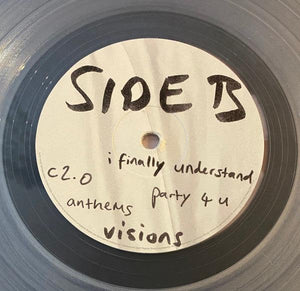 SIDE B
i finally understand
c2.0
party 4 u
anthems
visions